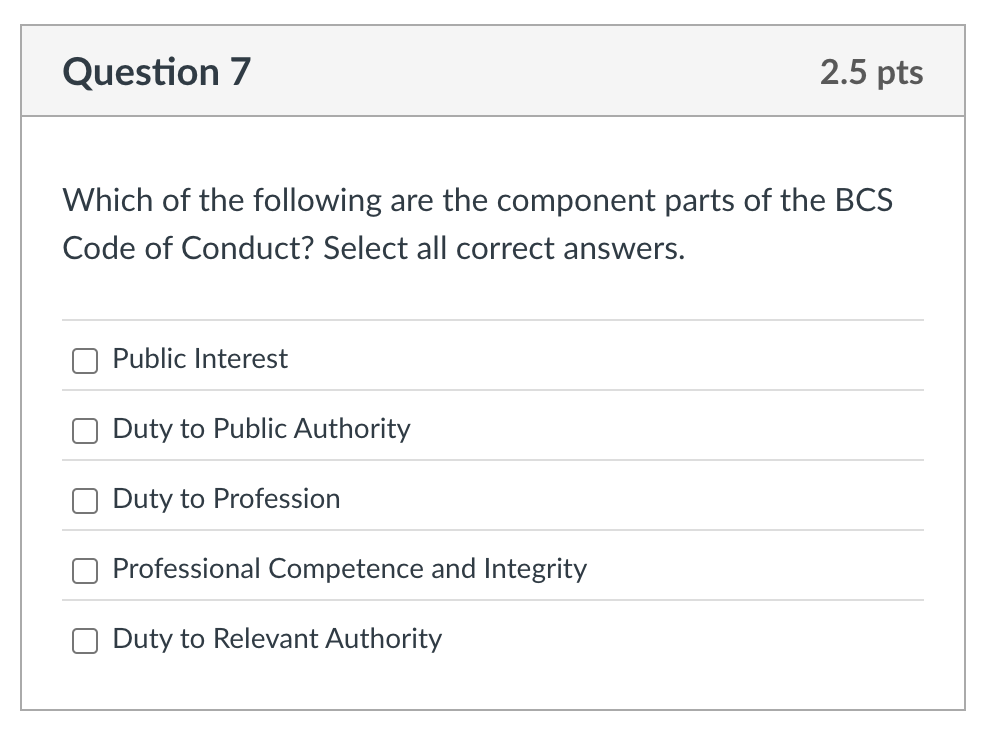 Question 7
2.5 pts
Which of the following are the component parts of the BCS
Code of Conduct? Select all correct answers.
Public Interest
Duty to Public Authority
Duty to Profession
Professional Competence and Integrity
Duty to Relevant Authority